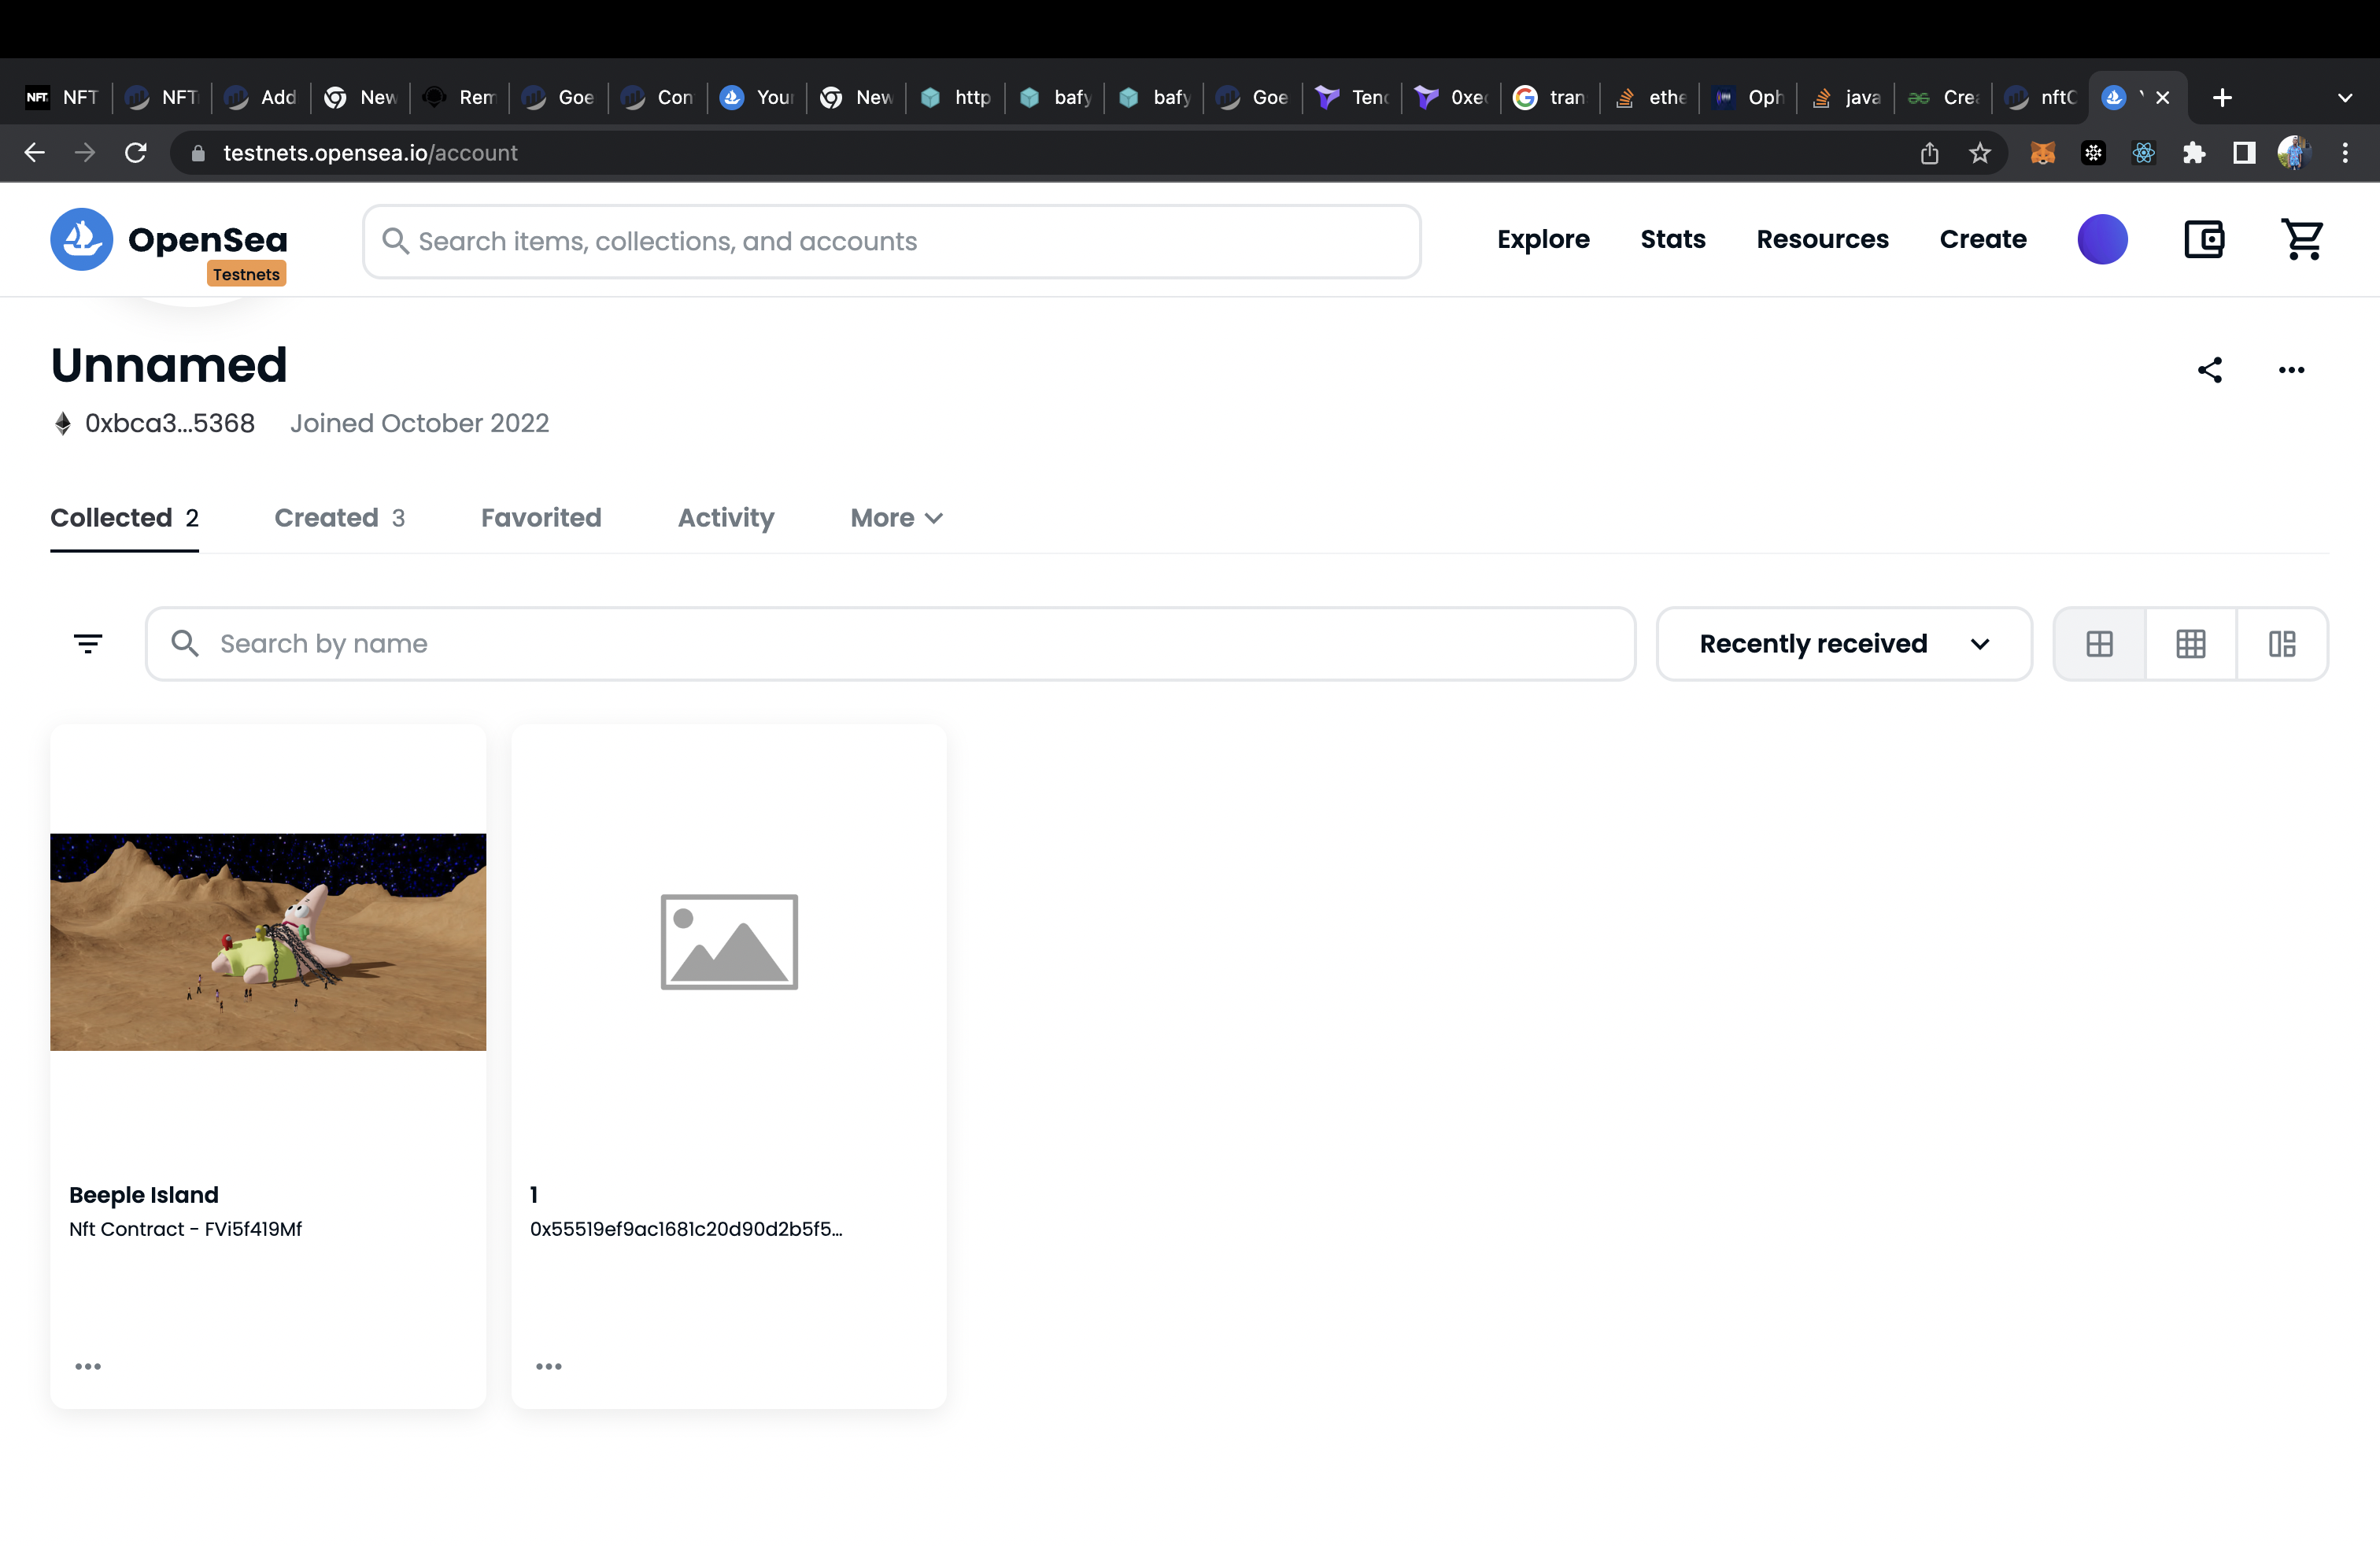 NFT NFT Add New Rem Goe Con Your New http bafy bafy Goe Ten 0xe tran ethe Oph java Crea nft
testnets.opensea.io/account
OpenSea
Testnets
Search items, collections, and accounts
Explore Stats Resources Create
Unnamed
0xbca3...5368 Joined October 2022
Collected 2 Created 3 Favorited Activity More
Search by name
Recently received
Beeple Island
Nft Contract - FVi5f419Mf
1
0x55519ef9ac1681c20d90d2b5f5...